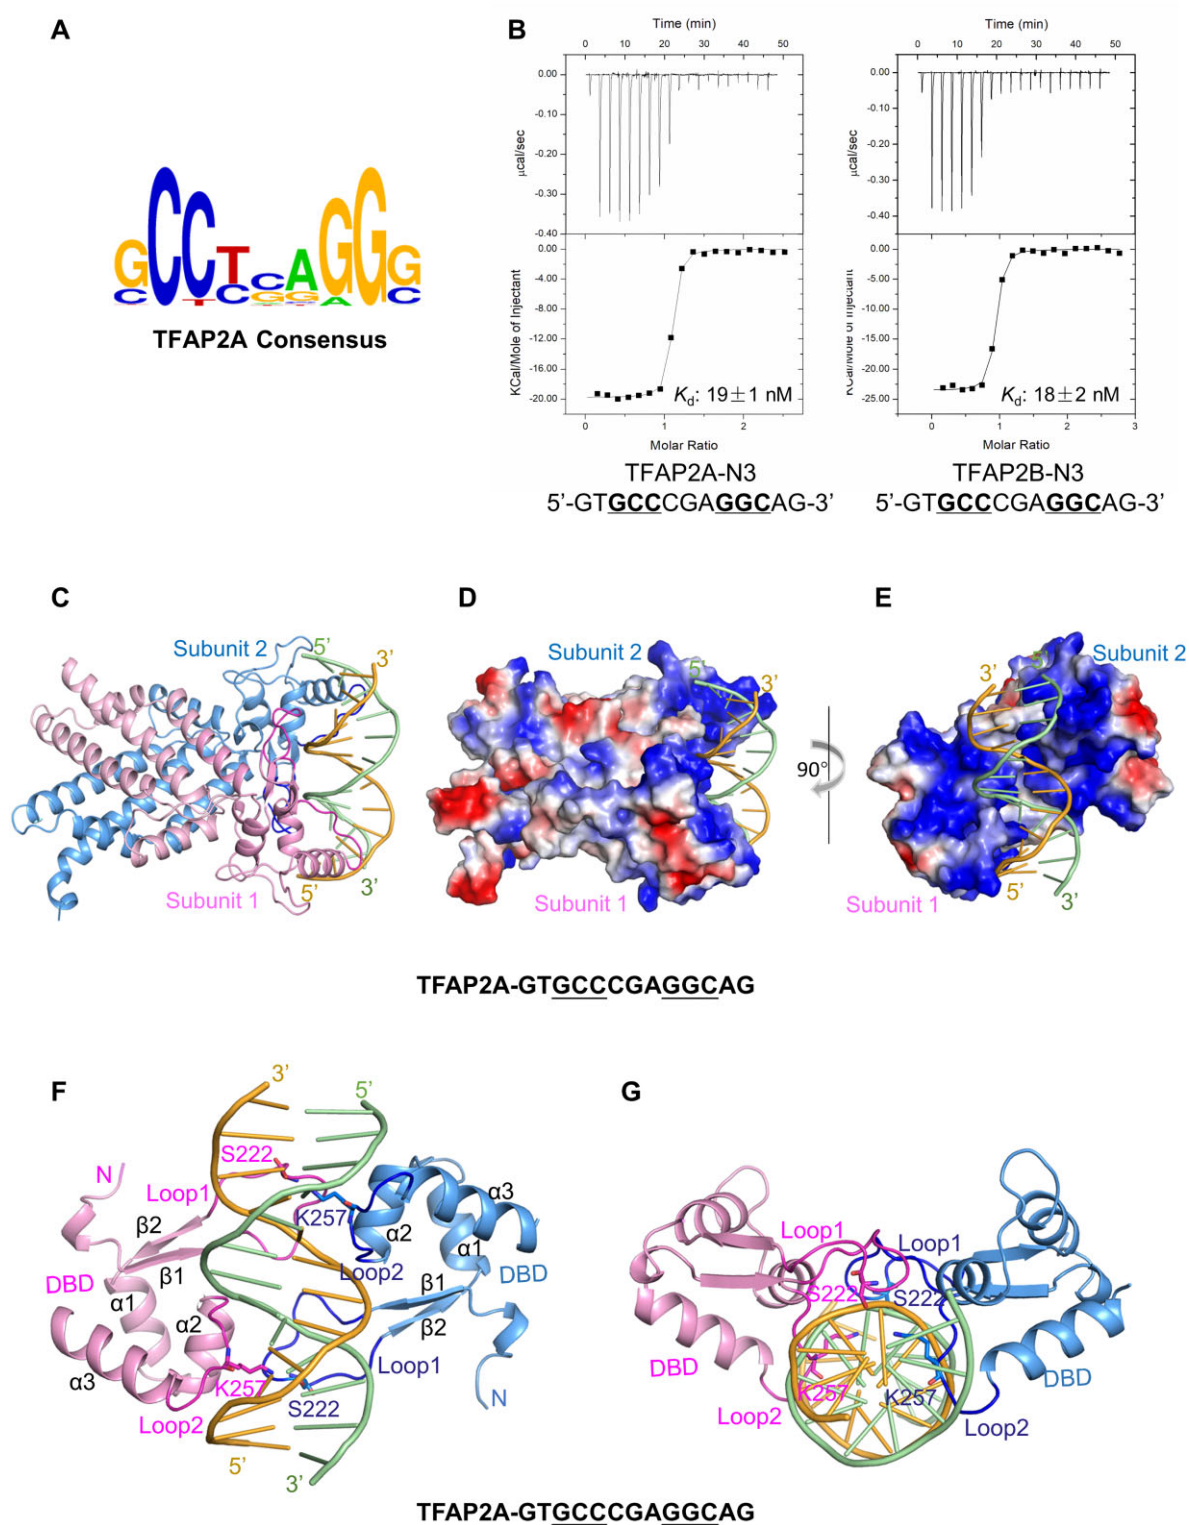 A
GCCTCAGGG
CTCGGAC
TFAP2A Consensus
B
Time (min)
0 10 20 30 40 50
0.00
-0.10
-0.20
-0.30
-0.40
µcal/sec
0.00
-4.00
-8.00
-12.00
-16.00
-20.00
KCal/Mole of Injectant
Kd: 19±1 nM
0 1 2
Molar Ratio
TFAP2A-N3
5'-GTGCCCGAGGCAG-3'
Time (min)
0 10 20 30 40 50
0.00
-0.10
-0.20
-0.30
-0.40
µcal/sec
0.00
-5.00
-10.00
-15.00
-20.00
-25.00
KCal/Mole of Injectant
Kd: 18±2 nM
0 1 2 3
Molar Ratio
TFAP2B-N3
5'-GTGCCCGAGGCAG-3'
C
Subunit 2
5'
3'
Subunit 1
5'
3'
D
Subunit 2
5'
3'
Subunit 1
90°
E
3'
5'
Subunit 2
Subunit 1
5'
3'
TFAP2A-GTGCCCGAGGCAG
F
3'
5'
S222
N
Loop1
K257
α3
β2
α2
α1
β1
Loop2
β1
DBD
DBD
α1
β2
α2
Loop1
α3
K257
S222
N
Loop2
5'
3'
G
Loop1
Loop1
S222
S222
DBD
DBD
K257
K257
Loop2
Loop2
TFAP2A-GTGCCCGAGGCAG